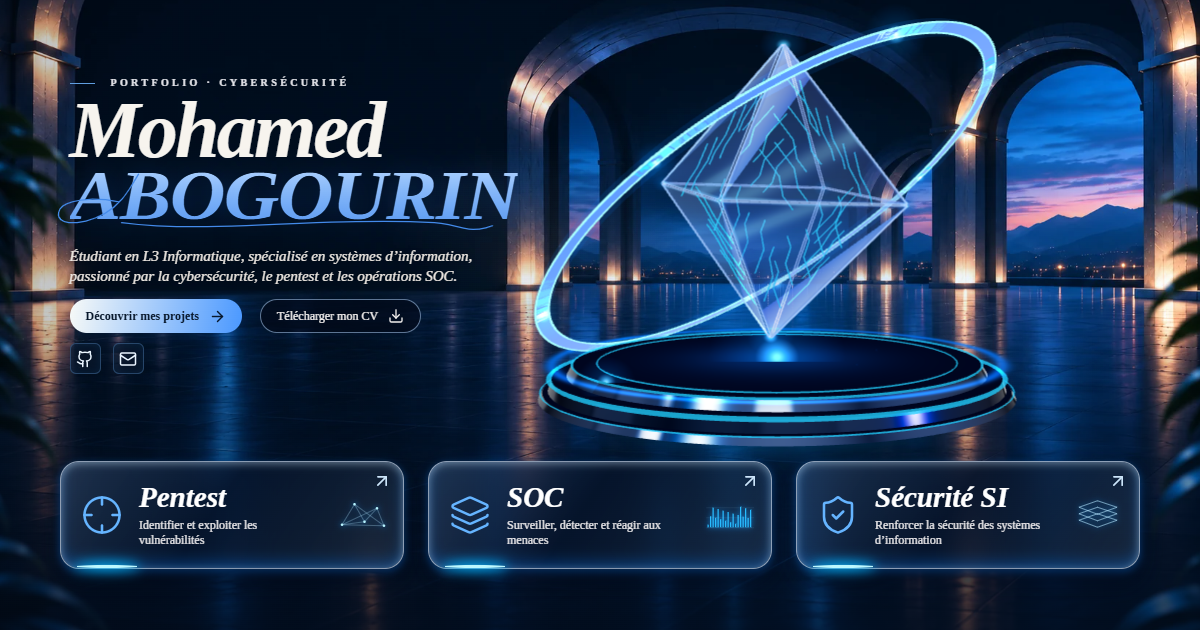 PORTFOLIO · CYBERSÉCURITÉ
Mohamed
ABOGOURIN
Étudiant en L3 Informatique, spécialisé en systèmes d’information,
passionné par la cybersécurité, le pentest et les opérations SOC.
Découvrir mes projets
Télécharger mon CV
Pentest
Identifier et exploiter les
vulnérabilités
SOC
Surveiller, détecter et réagir aux
menaces
Sécurité SI
Renforcer la sécurité des systèmes
d’information